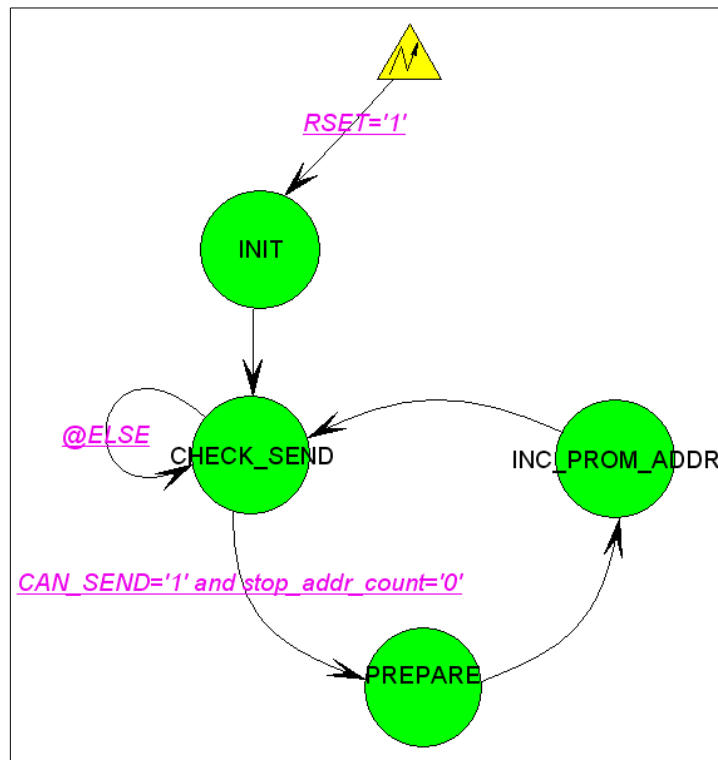 RSET='1'
INIT
@ELSE
CHECK_SEND
INC_PROM_ADDR
CAN_SEND='1' and stop_addr_count='0'
PREPARE